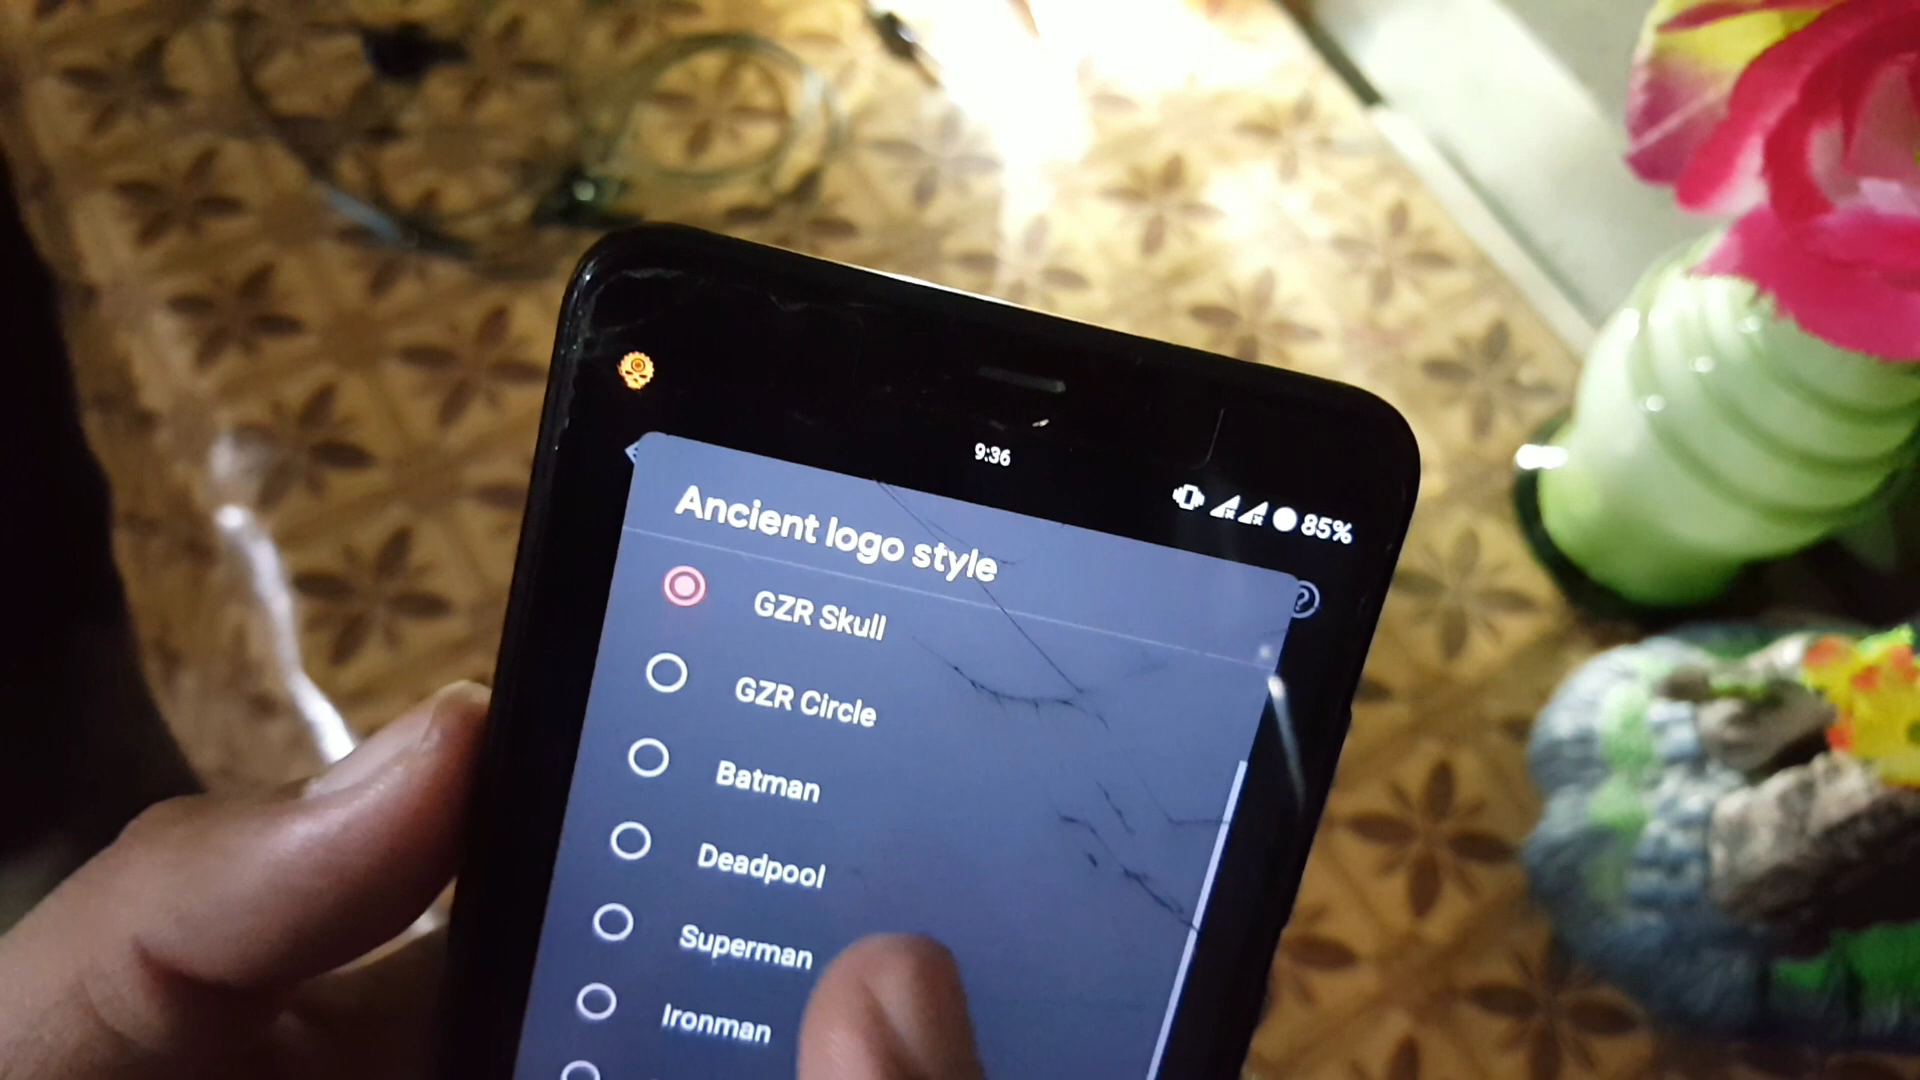 9:36
85%
Ancient logo style
GZR Skull
GZR Circle
Batman
Deadpool
Superman
Ironman